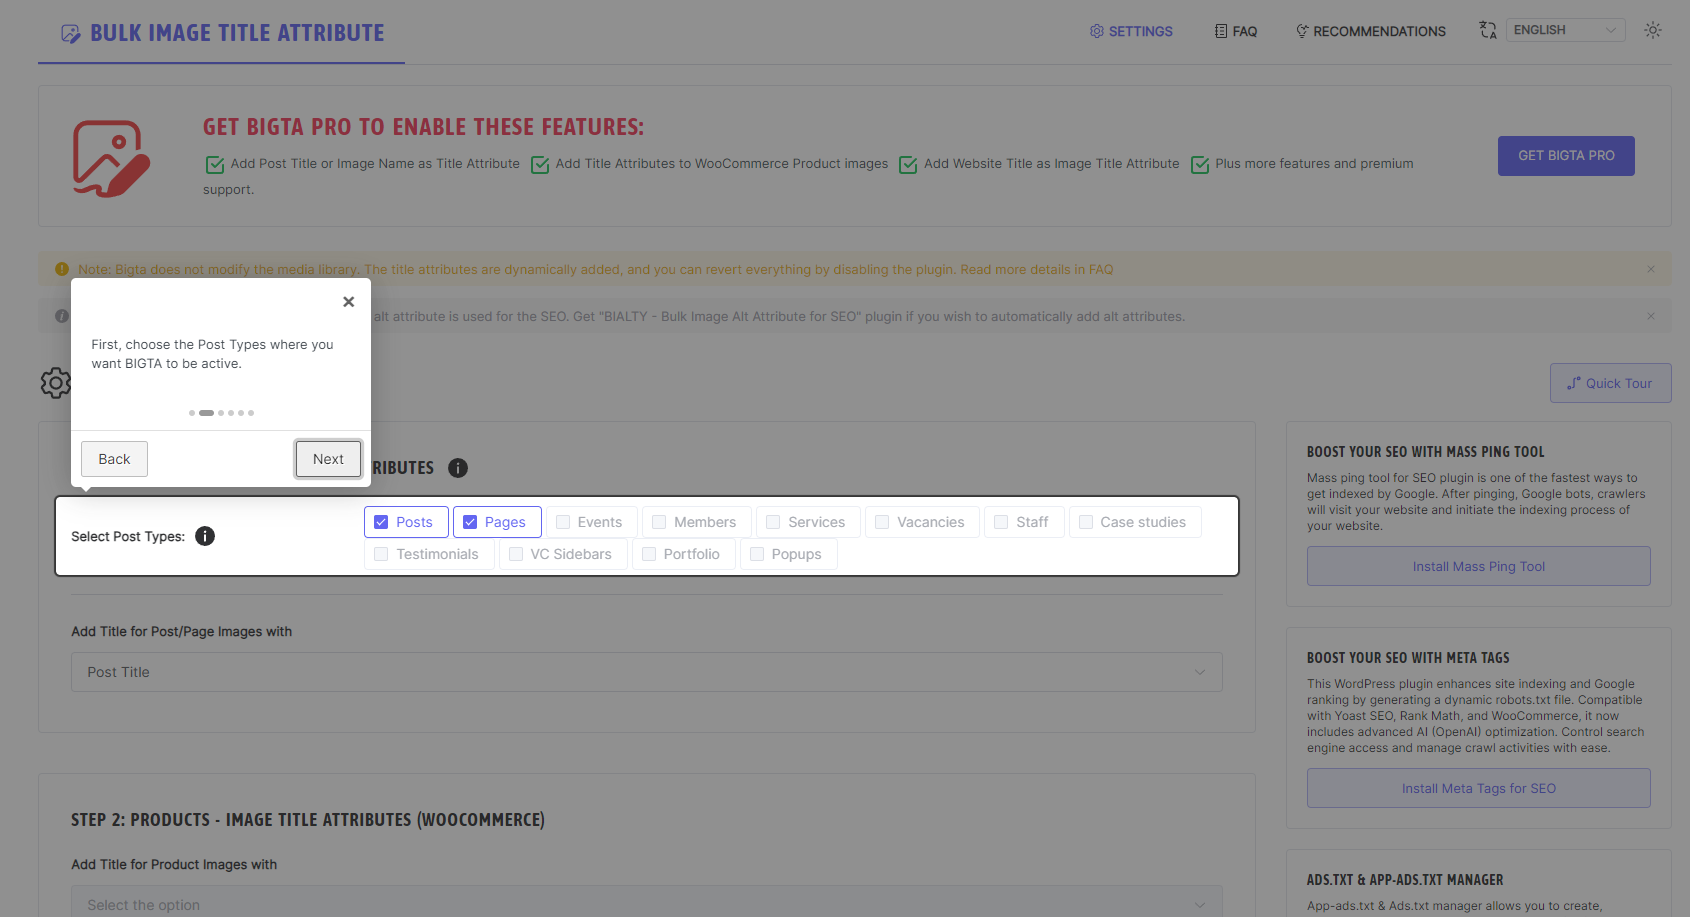 BULK IMAGE TITLE ATTRIBUTE
SETTINGS
FAQ
RECOMMENDATIONS
ENGLISH
GET BIGTA PRO TO ENABLE THESE FEATURES:
Add Post Title or Image Name as Title Attribute Add Title Attributes to WooCommerce Product images Add Website Title as Image Title Attribute Plus more features and premium
support.
GET BIGTA PRO
Note: Bigta does not modify the media library. The title attributes are dynamically added, and you can revert everything by disabling the plugin. Read more details in FAQ
alt attribute is used for the SEO. Get "BIALTY - Bulk Image Alt Attribute for SEO" plugin if you wish to automatically add alt attributes.
First, choose the Post Types where you
want BIGTA to be active.
Back
Next
Quick Tour
RIBUTES
Select Post Types:
Posts
Pages
Events
Members
Services
Vacancies
Staff
Case studies
Testimonials
VC Sidebars
Portfolio
Popups
Add Title for Post/Page Images with
Post Title
STEP 2: PRODUCTS - IMAGE TITLE ATTRIBUTES (WOOCOMMERCE)
Add Title for Product Images with
Select the option
BOOST YOUR SEO WITH MASS PING TOOL
Mass ping tool for SEO plugin is one of the fastest ways to
get indexed by Google. After pinging, Google bots, crawlers
will visit your website and initiate the indexing process of
your website.
Install Mass Ping Tool
BOOST YOUR SEO WITH META TAGS
This WordPress plugin enhances site indexing and Google
ranking by generating a dynamic robots.txt file. Compatible
with Yoast SEO, Rank Math, and WooCommerce, it now
includes advanced AI (OpenAI) optimization. Control search
engine access and manage crawl activities with ease.
Install Meta Tags for SEO
ADS.TXT & APP-ADS.TXT MANAGER
App-ads.txt & Ads.txt manager allows you to create,